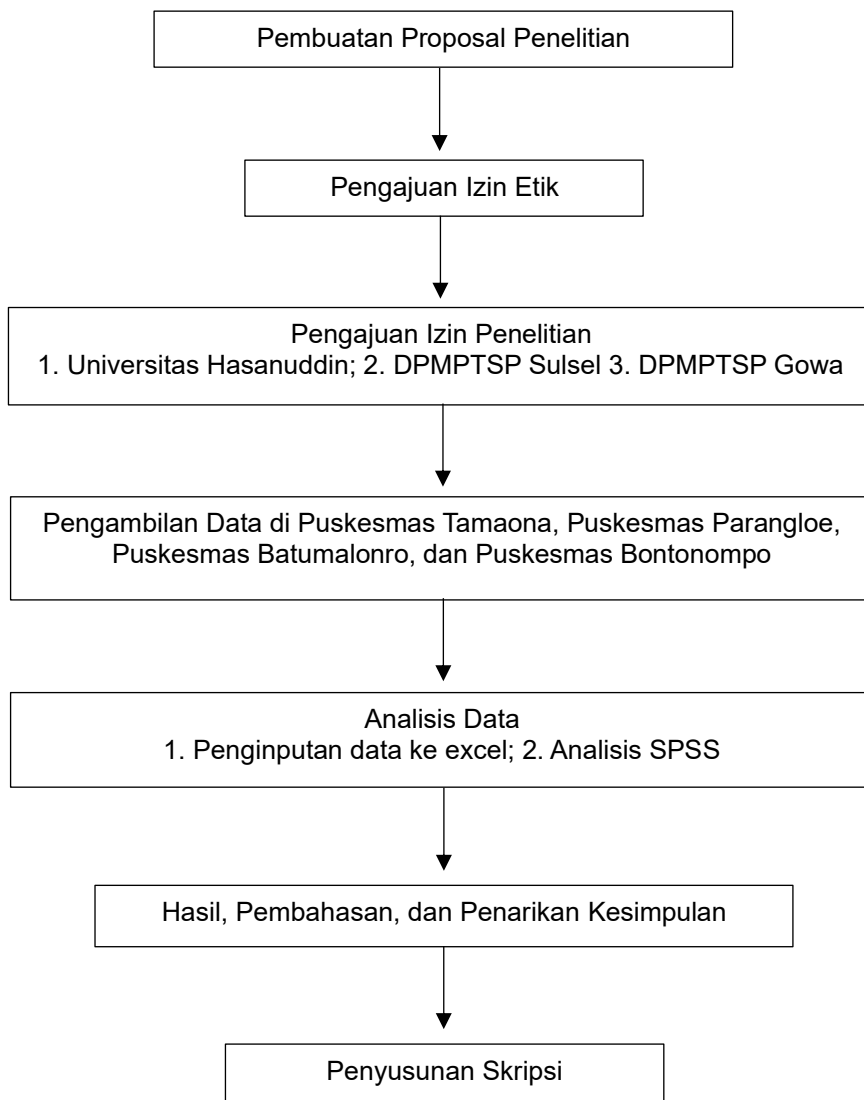 Pembuatan Proposal Penelitian
Pengajuan Izin Etik
Pengajuan Izin Penelitian
1. Universitas Hasanuddin; 2. DPMPTSP Sulsel 3. DPMPTSP Gowa
Pengambilan Data di Puskesmas Tamaona, Puskesmas Parangloe,
Puskesmas Batumalonro, dan Puskesmas Bontonompo
Analisis Data
1. Penginputan data ke excel; 2. Analisis SPSS
Hasil, Pembahasan, dan Penarikan Kesimpulan
Penyusunan Skripsi